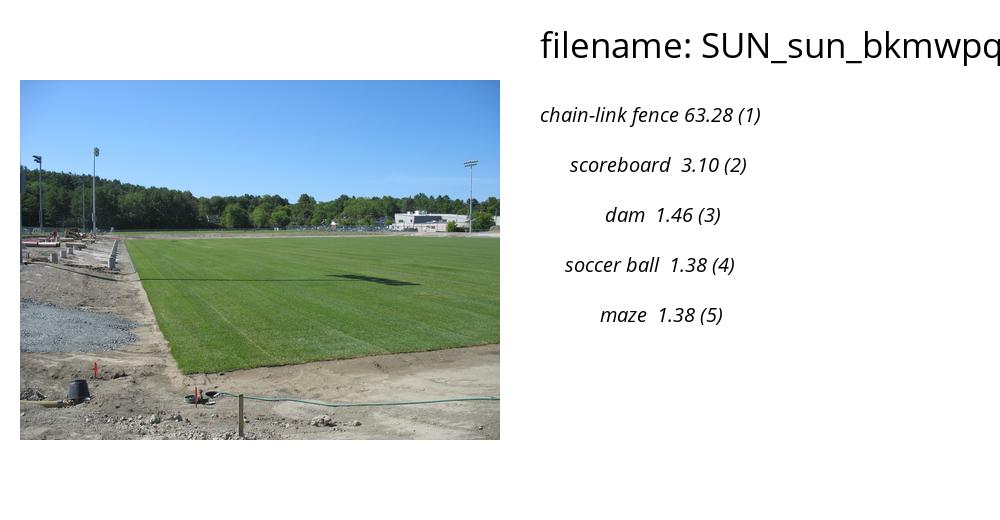 filename: SUN_sun_bkmwpq
chain-link fence 63.28 (1)
scoreboard 3.10 (2)
dam 1.46 (3)
soccer ball 1.38 (4)
maze 1.38 (5)